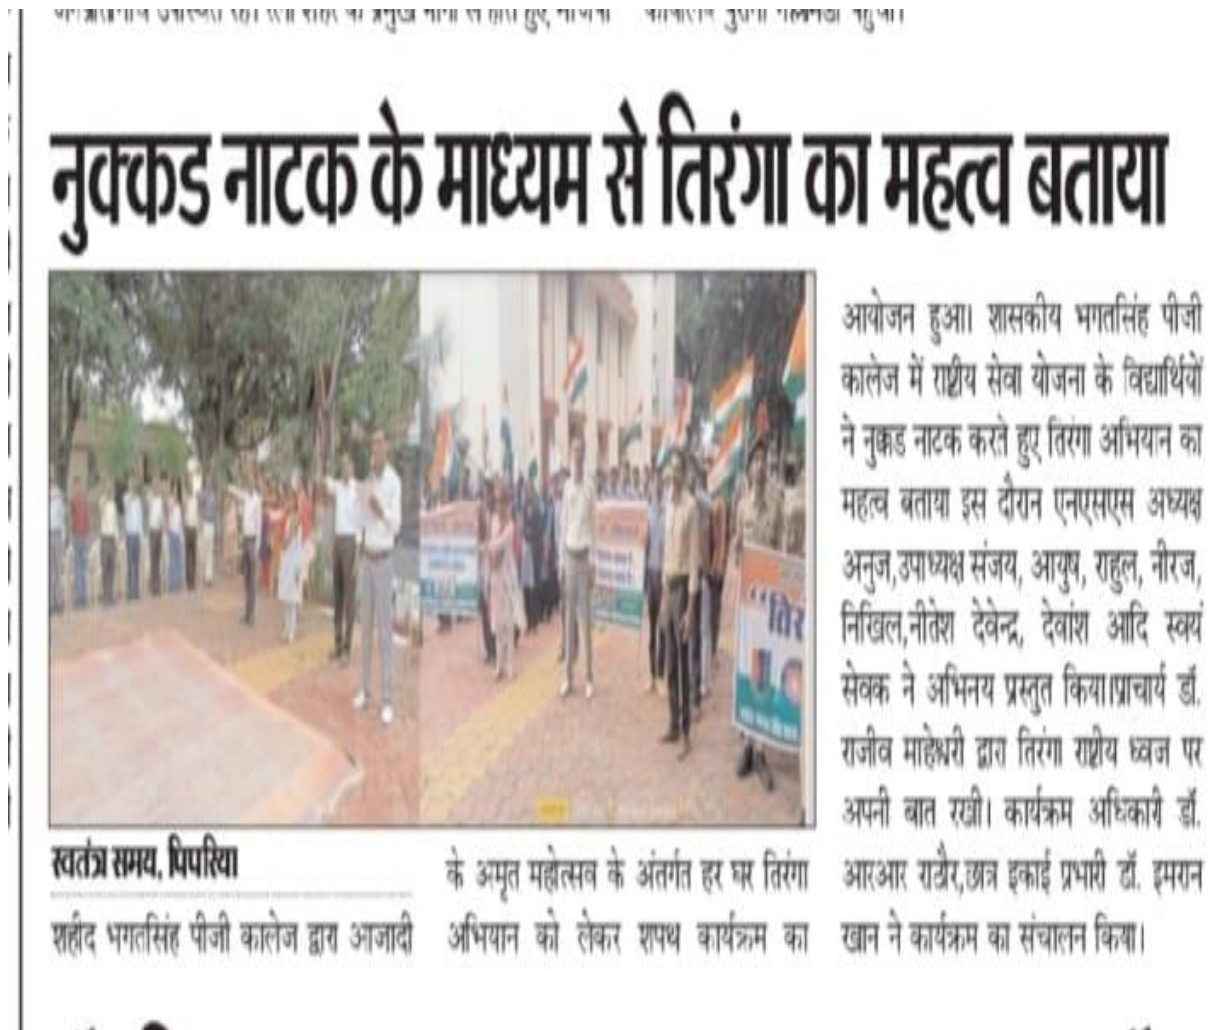 नुक्कड नाटक के माध्यम से तिरंगा का महत्व बताया
स्वतंत्र समय, पिपरिया
शहीद भगतसिंह पीजी कालेज द्वारा आजादी
के अमृत महोत्सव के अंतर्गत हर घर तिरंगा
अभियान को लेकर शपथ कार्यक्रम का
आयोजन हुआ। शासकीय भगतसिंह पीजी
कालेज में राष्ट्रीय सेवा योजना के विद्यार्थियों
ने नुक्कड नाटक करते हुए तिरंगा अभियान का
महत्व बताया इस दौरान एनएसएस अध्यक्ष
अनुज,उपाध्यक्ष संजय, आयुष, राहुल, नीरज,
निखिल,नीतेश देवेन्द्र, देवांश आदि स्वयं
सेवक ने अभिनय प्रस्तुत किया।प्राचार्य डॉ.
राजीव माहेश्वरी द्वारा तिरंगा राष्ट्रीय ध्वज पर
अपनी बात रखी। कार्यक्रम अधिकारी डॉ.
आरआर राठौर,छात्र इकाई प्रभारी डॉ. इमरान
खान ने कार्यक्रम का संचालन किया।